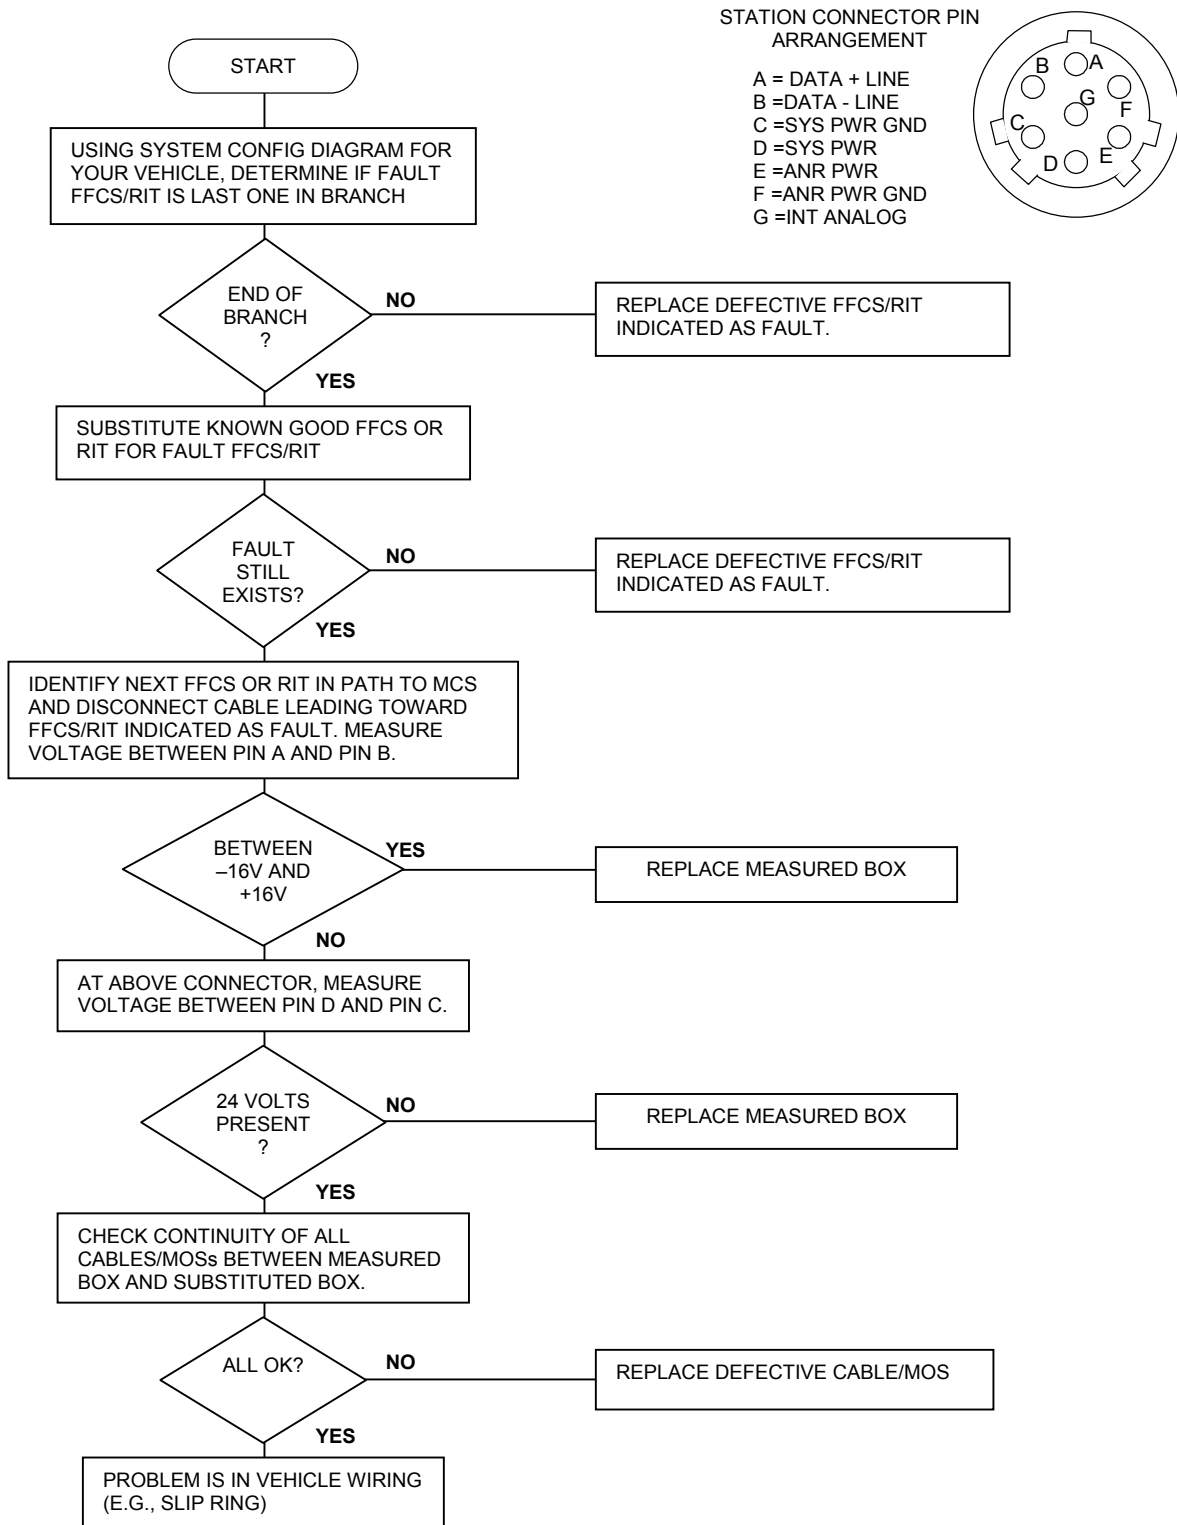 STATION CONNECTOR PIN
ARRANGEMENT
A = DATA + LINE
B =DATA - LINE
C =SYS PWR GND
D =SYS PWR
E =ANR PWR
F =ANR PWR GND
G =INT ANALOG
A
B
G
F
C
D
E
START
USING SYSTEM CONFIG DIAGRAM FOR
YOUR VEHICLE, DETERMINE IF FAULT
FFCS/RIT IS LAST ONE IN BRANCH
END OF
BRANCH
?
NO
REPLACE DEFECTIVE FFCS/RIT
INDICATED AS FAULT.
YES
SUBSTITUTE KNOWN GOOD FFCS OR
RIT FOR FAULT FFCS/RIT
FAULT
STILL
EXISTS?
NO
REPLACE DEFECTIVE FFCS/RIT
INDICATED AS FAULT.
YES
IDENTIFY NEXT FFCS OR RIT IN PATH TO MCS
AND DISCONNECT CABLE LEADING TOWARD
FFCS/RIT INDICATED AS FAULT. MEASURE
VOLTAGE BETWEEN PIN A AND PIN B.
BETWEEN
–16V AND
+16V
YES
REPLACE MEASURED BOX
NO
AT ABOVE CONNECTOR, MEASURE
VOLTAGE BETWEEN PIN D AND PIN C.
24 VOLTS
PRESENT
?
NO
REPLACE MEASURED BOX
YES
CHECK CONTINUITY OF ALL
CABLES/MOSs BETWEEN MEASURED
BOX AND SUBSTITUTED BOX.
ALL OK?
NO
REPLACE DEFECTIVE CABLE/MOS
YES
PROBLEM IS IN VEHICLE WIRING
(E.G., SLIP RING)